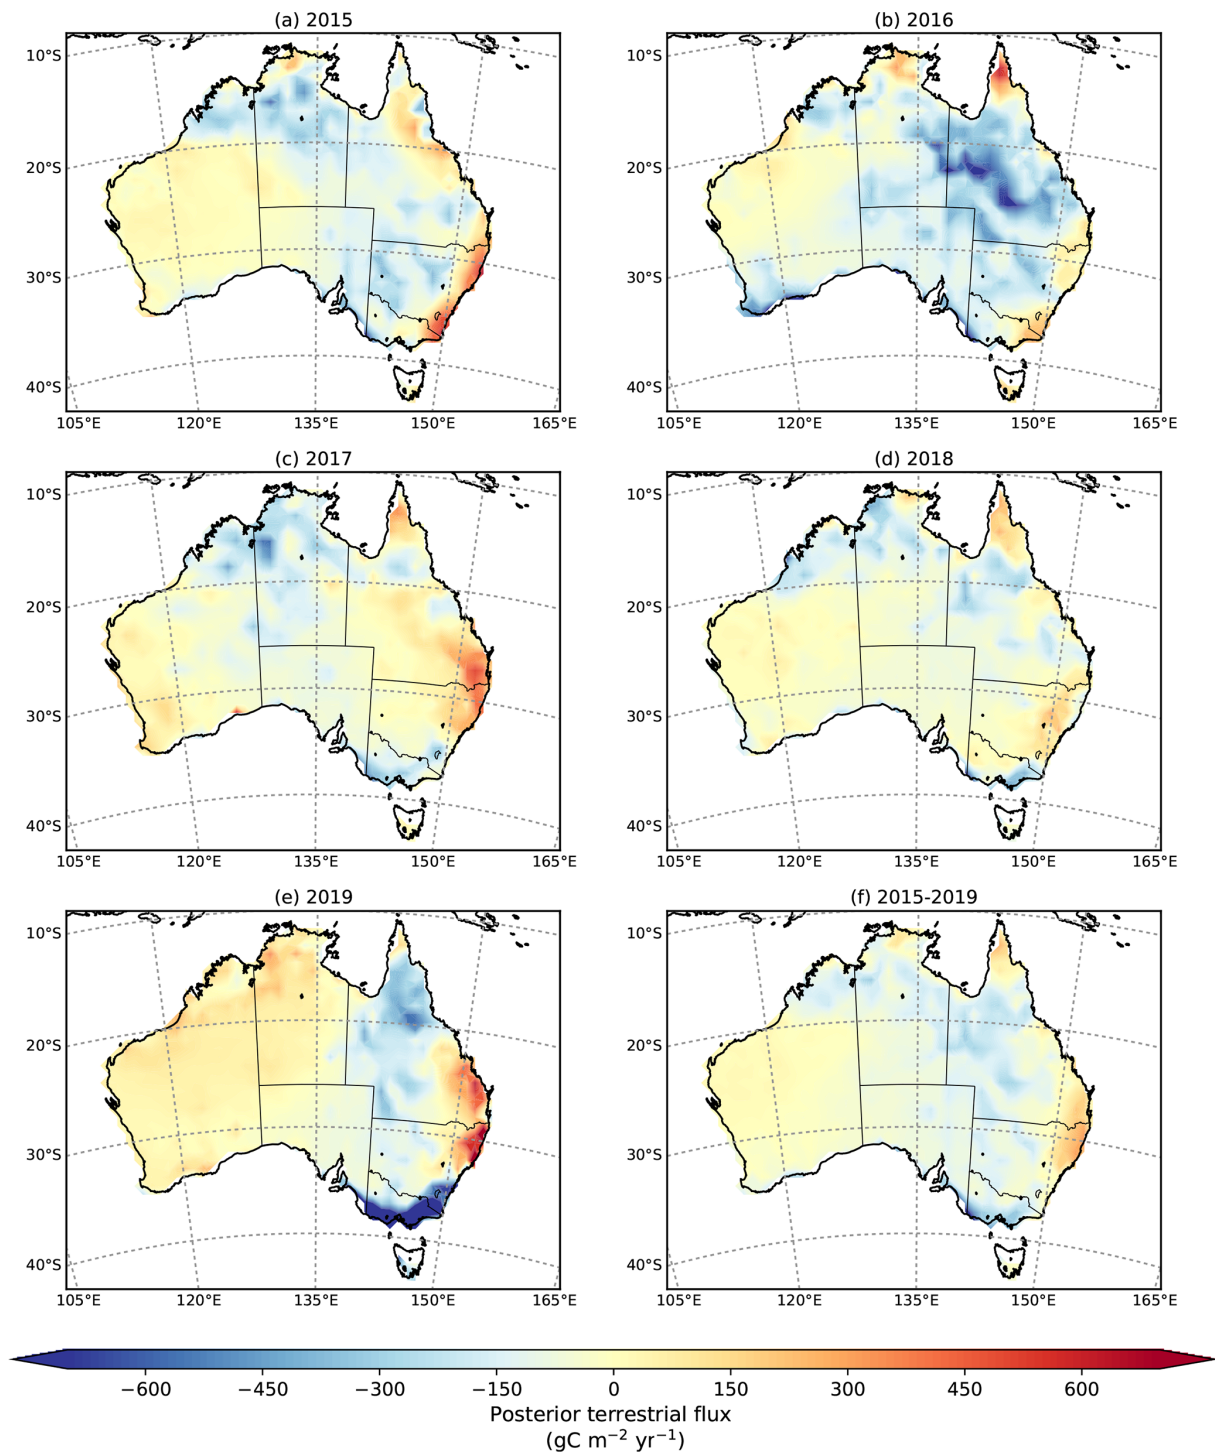 (a) 2015 (b) 2016
10°S 10°S
20°S 20°S
30°S 30°S
40°S 40°S
105°E 120°E 135°E 150°E 165°E 105°E 120°E 135°E 150°E 165°E
(c) 2017 (d) 2018
10°S 10°S
20°S 20°S
30°S 30°S
40°S 40°S
105°E 120°E 135°E 150°E 165°E 105°E 120°E 135°E 150°E 165°E
(e) 2019 (f) 2015-2019
10°S 10°S
20°S 20°S
30°S 30°S
40°S 40°S
105°E 120°E 135°E 150°E 165°E 105°E 120°E 135°E 150°E 165°E
−600 −450 −300 −150 0 150 300 450 600
Posterior terrestrial flux
(gC m⁻² yr⁻¹)